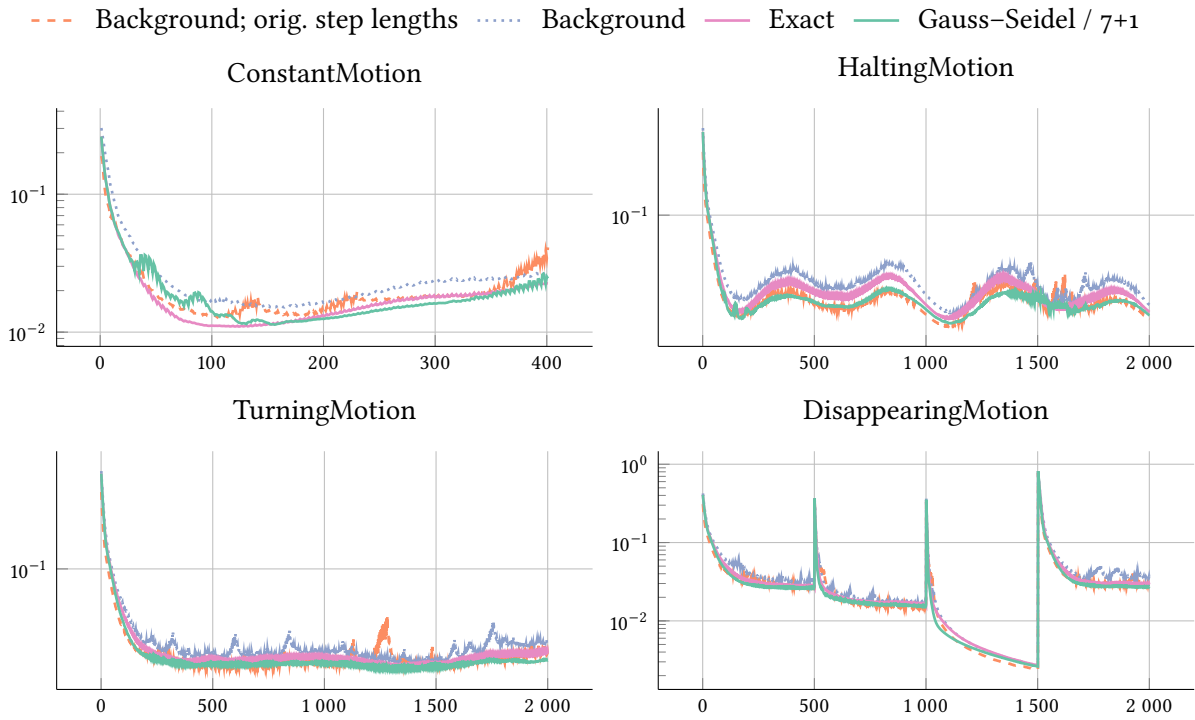 Background; orig. step lengths Background Exact Gauss–Seidel / 7+1
ConstantMotion
10⁻¹
10⁻²
0 100 200 300 400
HaltingMotion
10⁻¹
0 500 1 000 1 500 2 000
TurningMotion
10⁻¹
0 500 1 000 1 500 2 000
DisappearingMotion
10⁰
10⁻¹
10⁻²
0 500 1 000 1 500 2 000